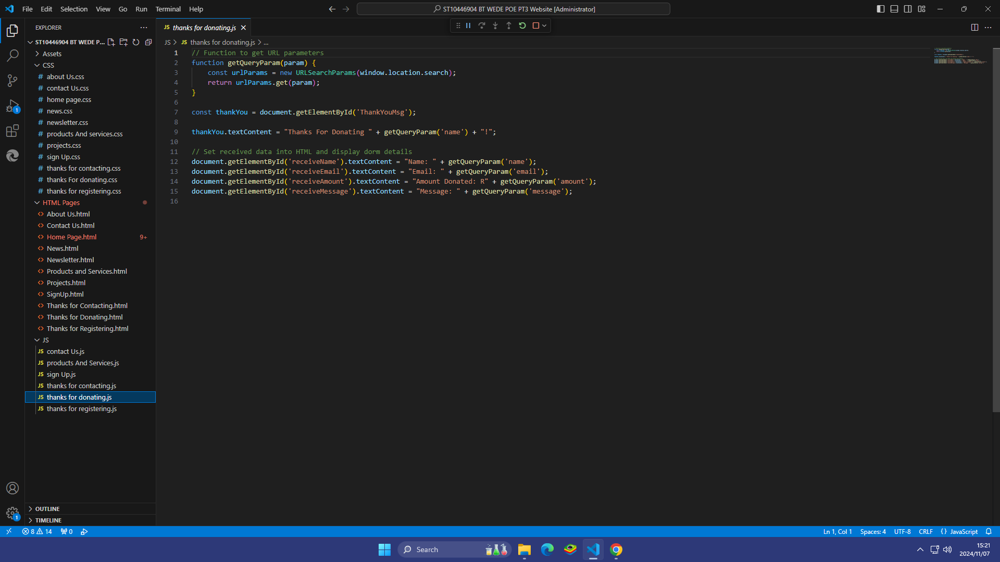 File Edit Selection View Go Run Terminal Help
ST10446904 BT WEDE POE PT3 Website [Administrator]
EXPLORER
ST10446904 BT WEDE P...
Assets
CSS
# about Us.css
# contact Us.css
# home page.css
# news.css
# newsletter.css
# products And services.css
# projects.css
# sign Up.css
# thanks for contacting.css
# thanks For donating.css
# thanks for registering.css
HTML Pages
<> About Us.html
<> Contact Us.html
<> Home Page.html 9+
<> News.html
<> Newsletter.html
<> Products and Services.html
<> Projects.html
<> SignUp.html
<> Thanks for Contacting.html
<> Thanks for Donating.html
<> Thanks for Registering.html
JS
JS contact Us.js
JS products And Services.js
JS sign Up.js
JS thanks for contacting.js
JS thanks for donating.js
JS thanks for registering.js
OUTLINE
TIMELINE
1
1
JS thanks for donating.js
JS > JS thanks for donating.js > ...
1 // Function to get URL parameters
2 function getQueryParam(param) {
3 const urlParams = new URLSearchParams(window.location.search);
4 return urlParams.get(param);
5 }
6
7 const thankYou = document.getElementById('ThankYouMsg');
8
9 thankYou.textContent = "Thanks For Donating " + getQueryParam('name') + "!";
10
11 // Set received data into HTML and display dorm details
12 document.getElementById('receiveName').textContent = "Name: " + getQueryParam('name');
13 document.getElementById('receiveEmail').textContent = "Email: " + getQueryParam('email');
14 document.getElementById('receiveAmount').textContent = "Amount Donated: R" + getQueryParam('amount');
15 document.getElementById('receiveMessage').textContent = "Message: " + getQueryParam('message');
16
8 14 0
Ln 1, Col 1 Spaces: 4 UTF-8 CRLF {} JavaScript
Search
15:21
2024/11/07